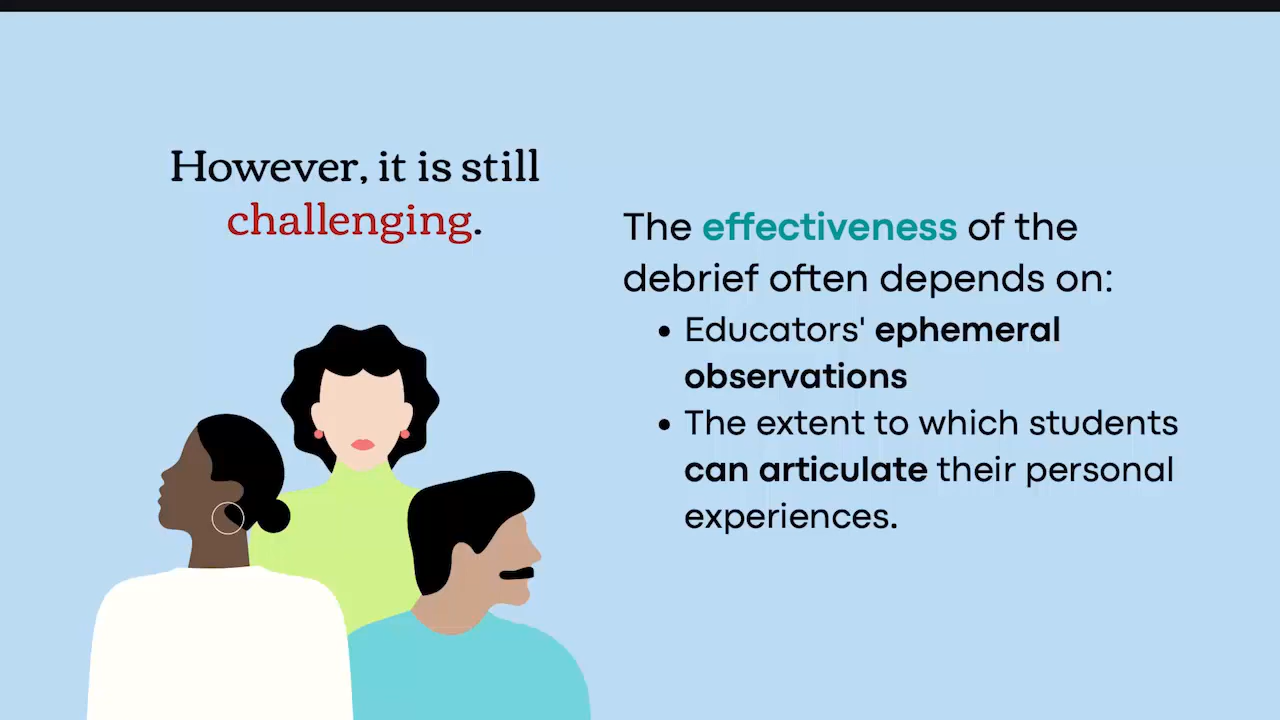 However, it is still
challenging.
The effectiveness of the
debrief often depends on:
• Educators' ephemeral
observations
• The extent to which students
can articulate their personal
experiences.